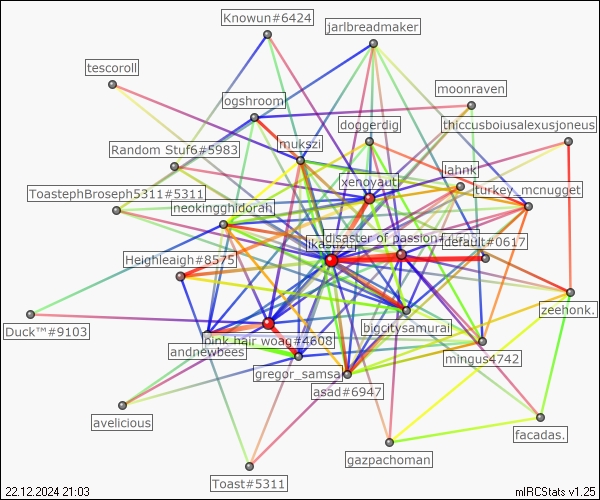 Knowun#6424
jarlbreadmaker
tescoroll
moonraven
ogshroom
doggerdig
thiccusboiusalexusjoneus
mukszi
Random Stuf6#5983
lahnk
xenoyaut
turkey_mcnugget
ToastephBroseph5311#5311
neokingghidorah
disaster of passion#
default#0617
Heighleaigh#8575
zeehonk.
bigcitysamurai
Duck™#9103
pink hair woag#4608
andnewbees
mingus4742
gregor_samsa
asad#6947
avelicious
facadas.
gazpachoman
Toast#5311
22.12.2024 21:03
mIRCStats v1.25